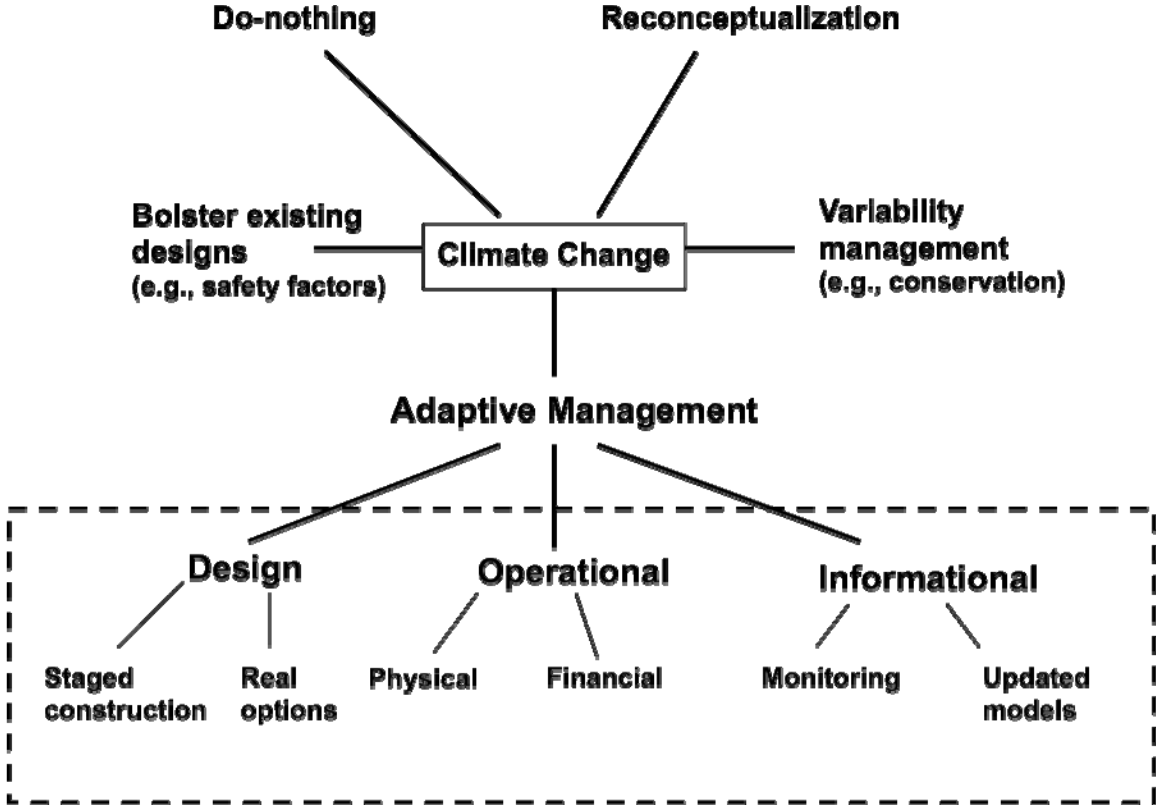 Do-nothing
Reconceptualization
Bolster existing
designs
(e.g., safety factors)
Climate Change
Variability
management
(e.g., conservation)
Adaptive Management
Design
Operational
Informational
Staged
construction
Real
options
Physical
Financial
Monitoring
Updated
models